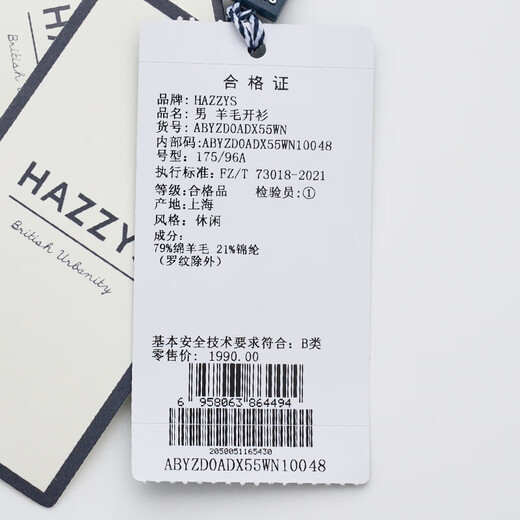 合格证
品牌: HAZZYS
品名: 男 羊毛开衫
货号: ABYZD0ADX55WN
内部码:ABYZD0ADX55WN10048
号型: 175/96A
执行标准: FZ/T 73018-2021
等级:合格品 检验员:①
产地:上海
风格: 休闲
成分:
79%绵羊毛 21%锦纶
(罗纹除外)
基本安全技术要求符合: B类
零售价: 1990.00
6 958063 864494
2050051165430
ABYZD0ADX55WN10048
HAZZYS
British Urbanity
HAZZYS
British Urbanity